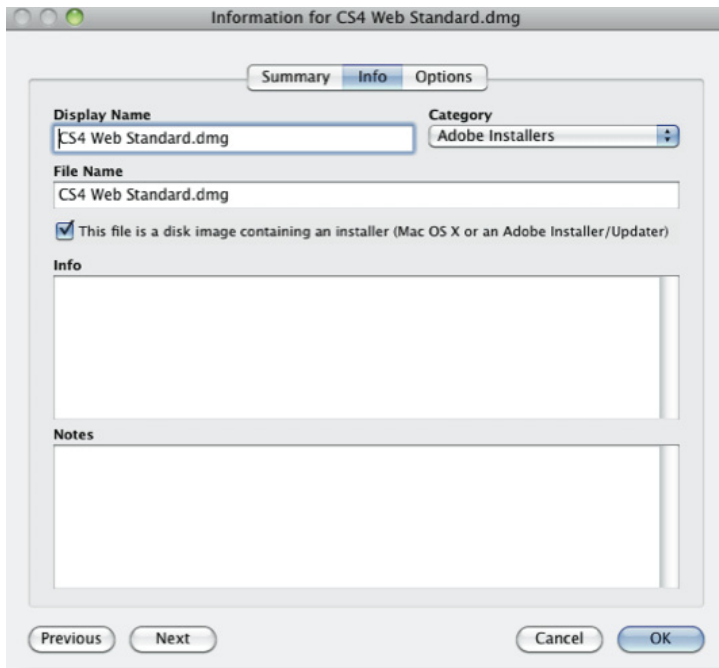 Information for CS4 Web Standard.dmg
Summary Info Options
Display Name Category
CS4 Web Standard.dmg Adobe Installers
File Name
CS4 Web Standard.dmg
This file is a disk image containing an installer (Mac OS X or an Adobe Installer/Updater)
Info
Notes
Previous Next Cancel OK